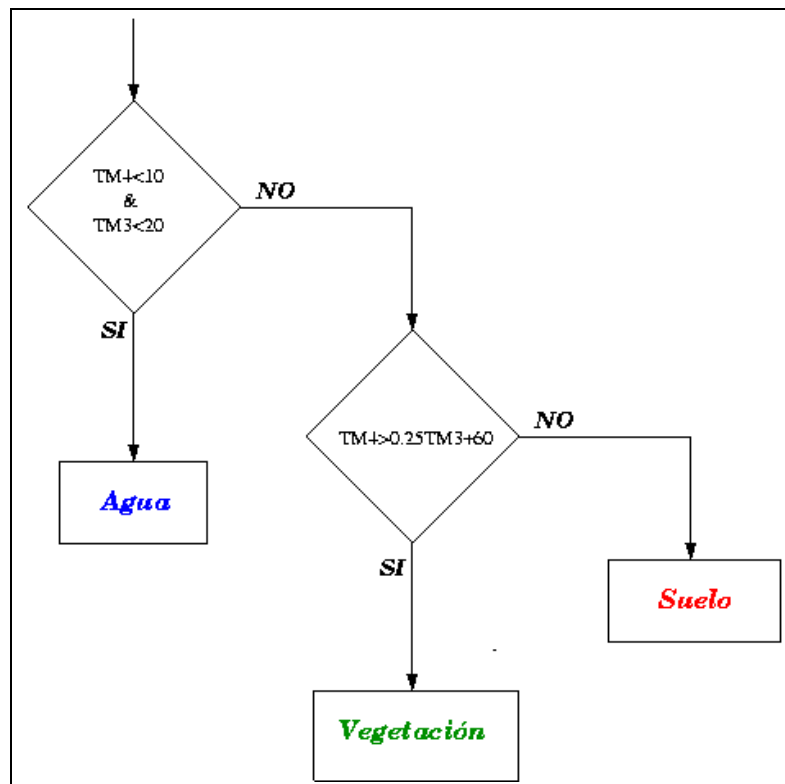 TM4<10
&
TM3<20
NO
SI
TM4>0.25TM3+60
NO
Agua
SI
Suelo
Vegetación